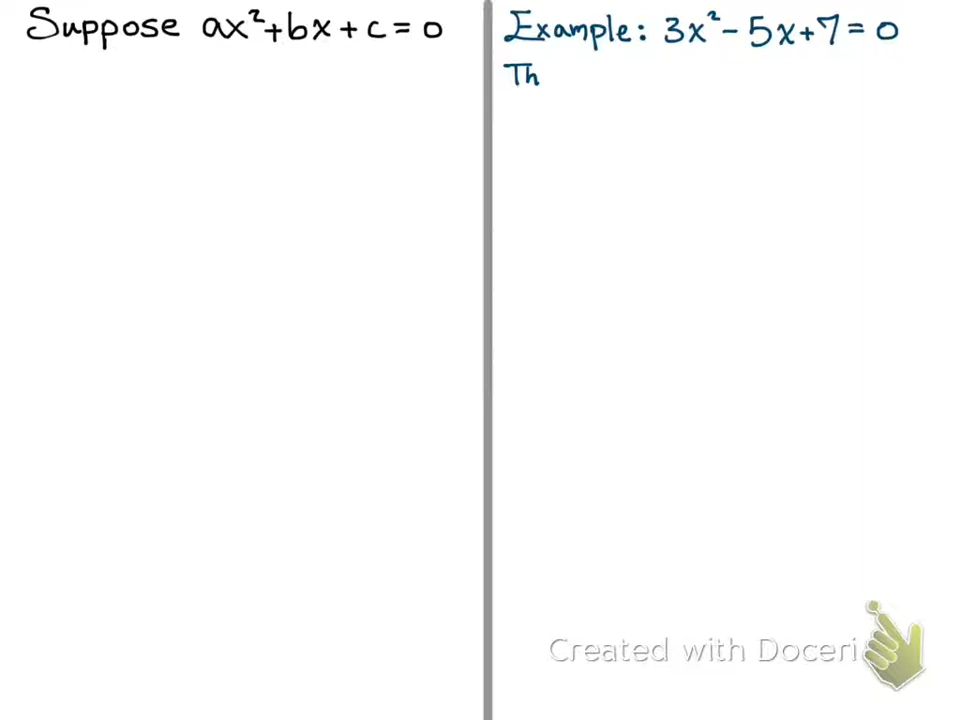 Suppose ax²+bx+c=0
Example: 3x²-5x+7=0
Th
Created with Doceri